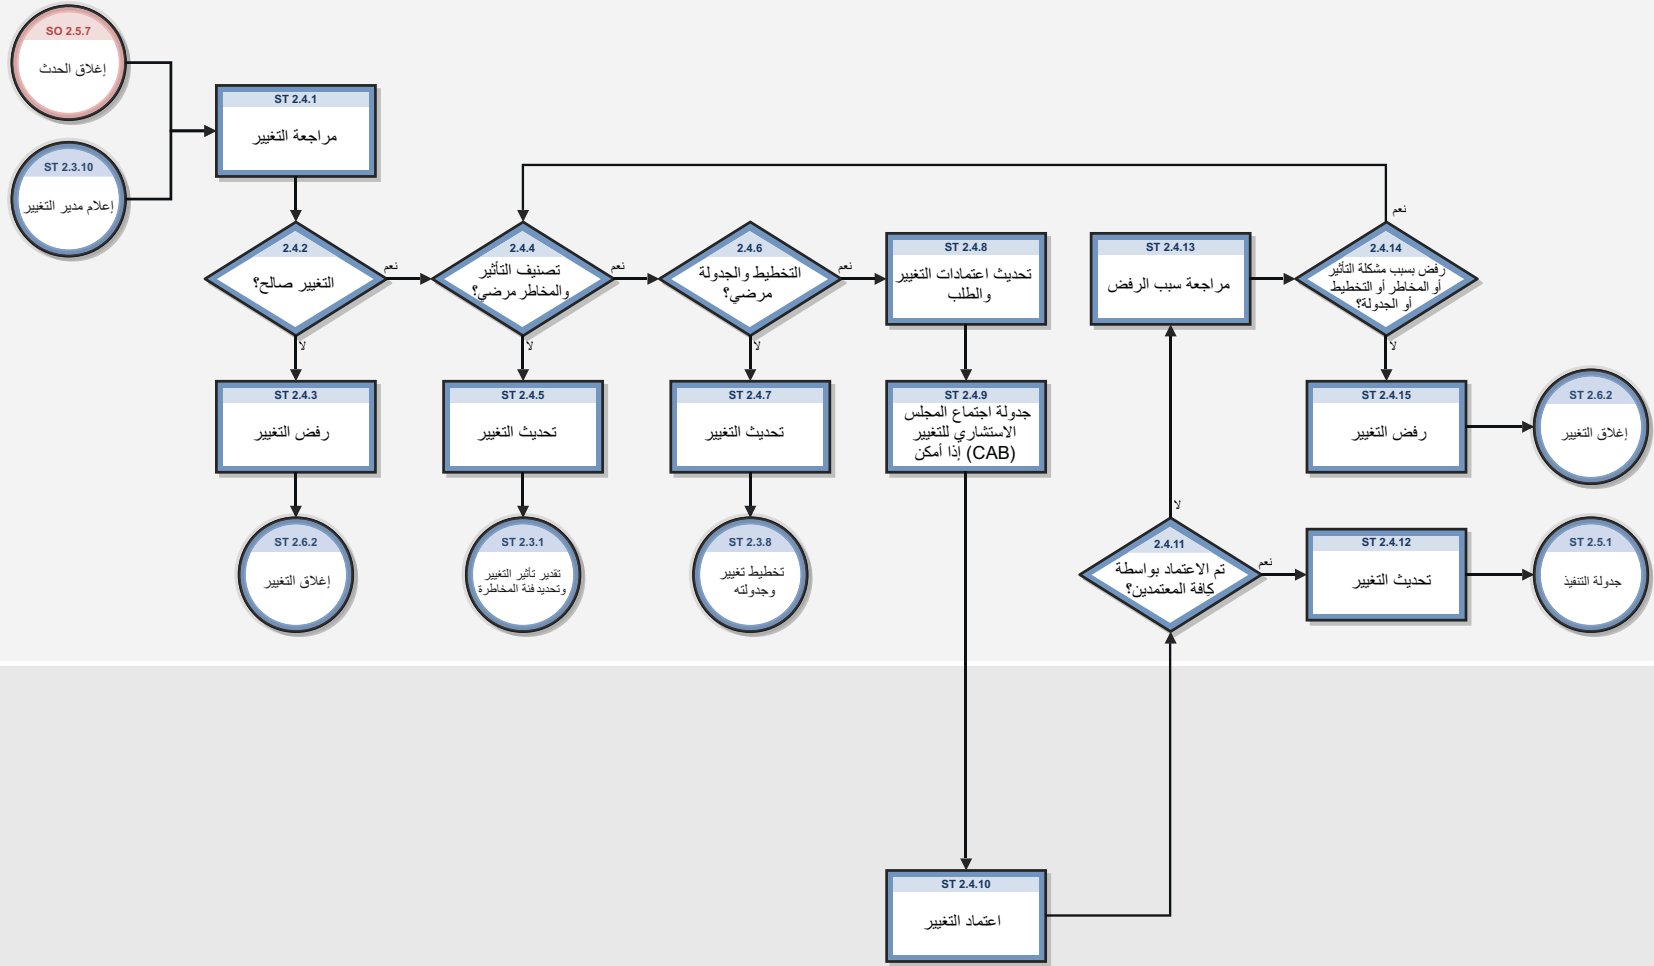 SO 2.5.7
إغلاق الحدث
ST 2.3.10
إعلام مدير التغيير
ST 2.4.1
مراجعة التغيير
2.4.2
التغيير صالح؟
نعم
لا
ST 2.4.3
رفض التغيير
ST 2.6.2
إغلاق التغيير
2.4.4
تصنيف التأثير
والمخاطر مرضي؟
نعم
لا
ST 2.4.5
تحديث التغيير
ST 2.3.1
تقدير تأثير التغيير
وتحديد فئة المخاطرة
2.4.6
التخطيط والجدولة
مرضي؟
نعم
لا
ST 2.4.7
تحديث التغيير
ST 2.3.8
تخطيط تغيير
وجدولته
ST 2.4.8
تحديث اعتمادات التغيير
والطلب
ST 2.4.9
جدولة اجتماع المجلس
الاستشاري للتغيير
(CAB) إذا أمكن
ST 2.4.10
اعتماد التغيير
2.4.11
تم الاعتماد بواسطة
كافة المعتمدين؟
نعم
لا
ST 2.4.12
تحديث التغيير
ST 2.5.1
جدولة التنفيذ
ST 2.4.13
مراجعة سبب الرفض
2.4.14
رفض بسبب مشكلة التأثير
أو المخاطر أو التخطيط
أو الجدولة؟
نعم
لا
ST 2.4.15
رفض التغيير
ST 2.6.2
إغلاق التغيير